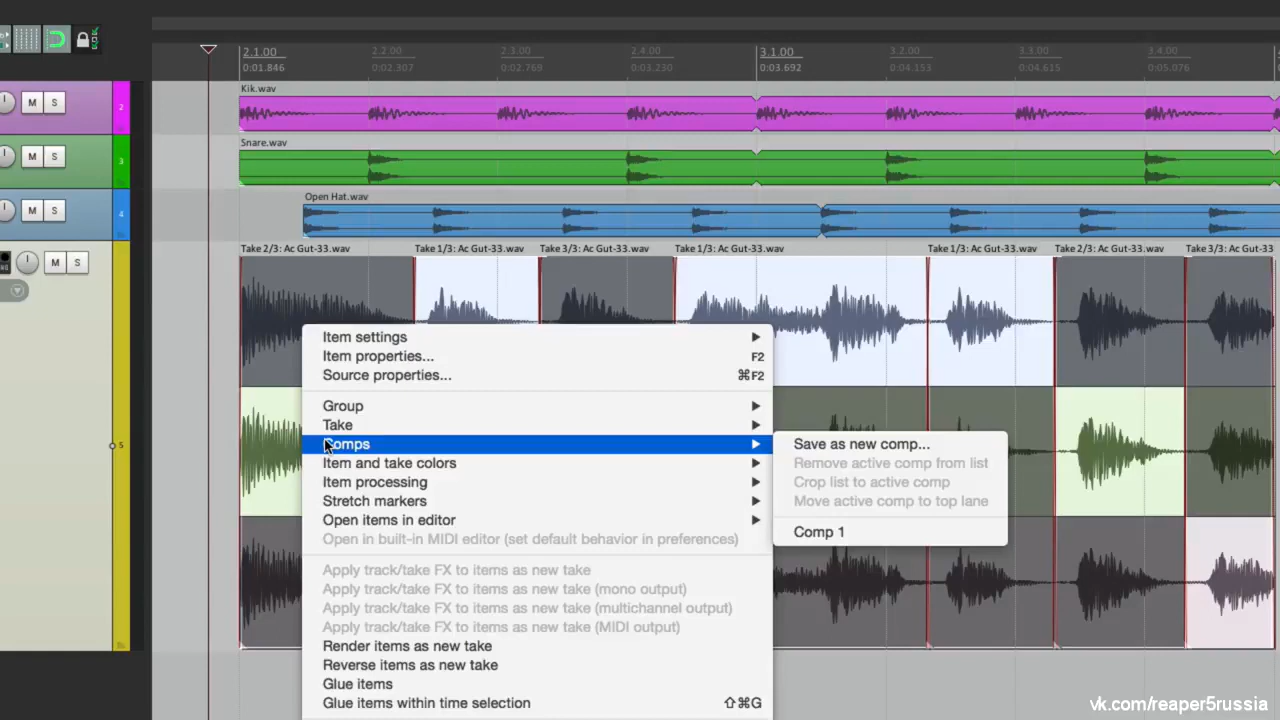 2.1.00 2.2.00 2.3.00 2.4.00 3.1.00 3.2.00 3.3.00 3.4.00
0:01.846 0:02.307 0:02.769 0:03.230 0:03.692 0:04.153 0:04.615 0:05.076
Kik.wav
M S 2
Snare.wav
M S 3
Open Hat.wav
M S 4
Take 2/3: Ac Gut-33.wav Take 1/3: Ac Gut-33.wav Take 3/3: Ac Gut-33.wav Take 1/3: Ac Gut-33.wav Take 1/3: Ac Gut-33.wav Take 2/3: Ac Gut-33.wav Take 3/3: Ac Gut-33
M S
5
Item settings
Item properties... F2
Source properties... ⌘F2
Group
Take
Comps
Item and take colors
Item processing
Stretch markers
Open items in editor
Open in built-in MIDI editor (set default behavior in preferences)
Apply track/take FX to items as new take
Apply track/take FX to items as new take (mono output)
Apply track/take FX to items as new take (multichannel output)
Apply track/take FX to items as new take (MIDI output)
Render items as new take
Reverse items as new take
Glue items
Glue items within time selection ⇧⌘G
Save as new comp...
Remove active comp from list
Crop list to active comp
Move active comp to top lane
Comp 1
vk.com/reaper5russia